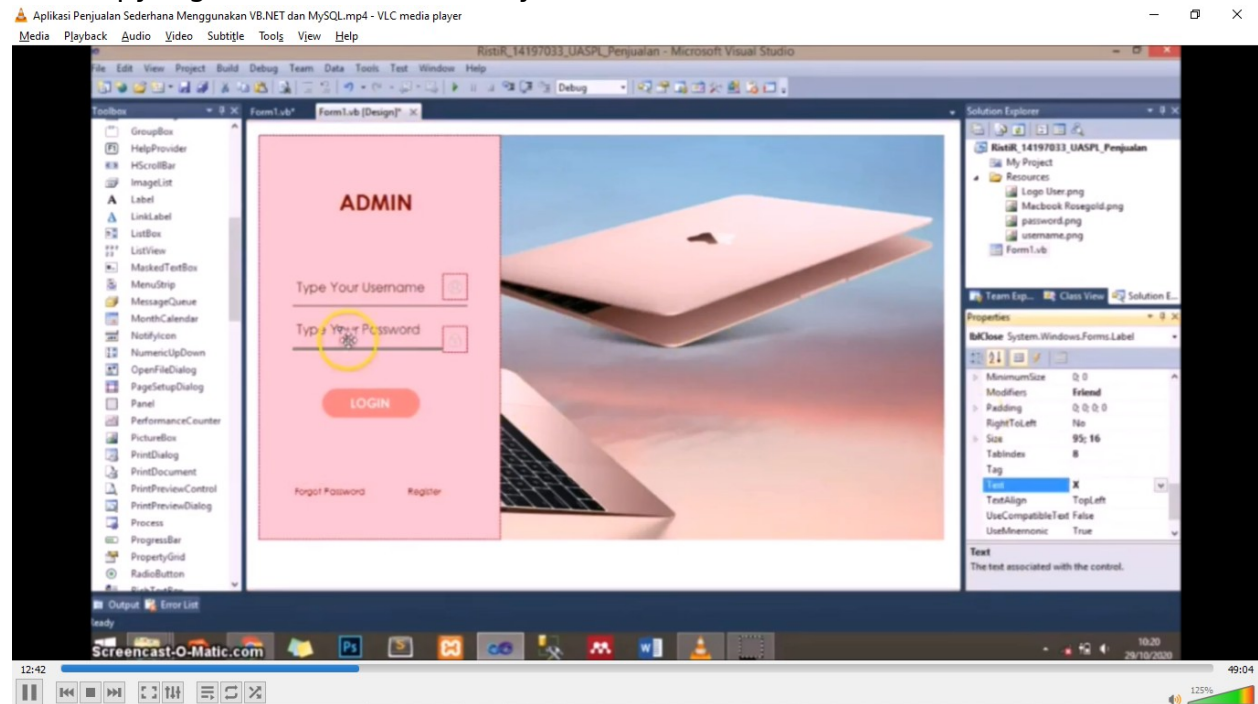 Aplikasi Penjualan Sederhana Menggunakan VB.NET dan MySQL.mp4 - VLC media player
Media Playback Audio Video Subtitle Tools View Help
RistiR_14197033_UASPL_Penjualan - Microsoft Visual Studio
File Edit View Project Build Debug Team Data Tools Test Window Help
Debug
Toolbox
Form1.vb*
Form1.vb [Design]*
Solution Explorer
GroupBox
HelpProvider
HScrollBar
ImageList
Label
LinkLabel
ListBox
ListView
MaskedTextBox
MenuStrip
MessageQueue
MonthCalendar
NotifyIcon
NumericUpDown
OpenFileDialog
PageSetupDialog
Panel
PerformanceCounter
PictureBox
PrintDialog
PrintDocument
PrintPreviewControl
PrintPreviewDialog
Process
ProgressBar
PropertyGrid
RadioButton
ADMIN
Type Your Username
Type Your Password
LOGIN
Forgot Password Register
RistiR_14197033_UASPL_Penjualan
My Project
Resources
Logo User.png
Macbook Rosegold.png
password.png
username.png
Form1.vb
Team Exp... Class View Solution E...
Properties
lblClose System.Windows.Forms.Label
MinimumSize 0; 0
Modifiers Friend
Padding 0; 0; 0; 0
RightToLeft No
Size 95; 16
TabIndex 8
Tag
Text X
TextAlign TopLeft
UseCompatibleText False
UseMnemonic True
Text
The text associated with the control.
Output Error List
Ready
Screencast-O-Matic.com
Ps
10:20
29/10/2020
12:42
49:04
125%